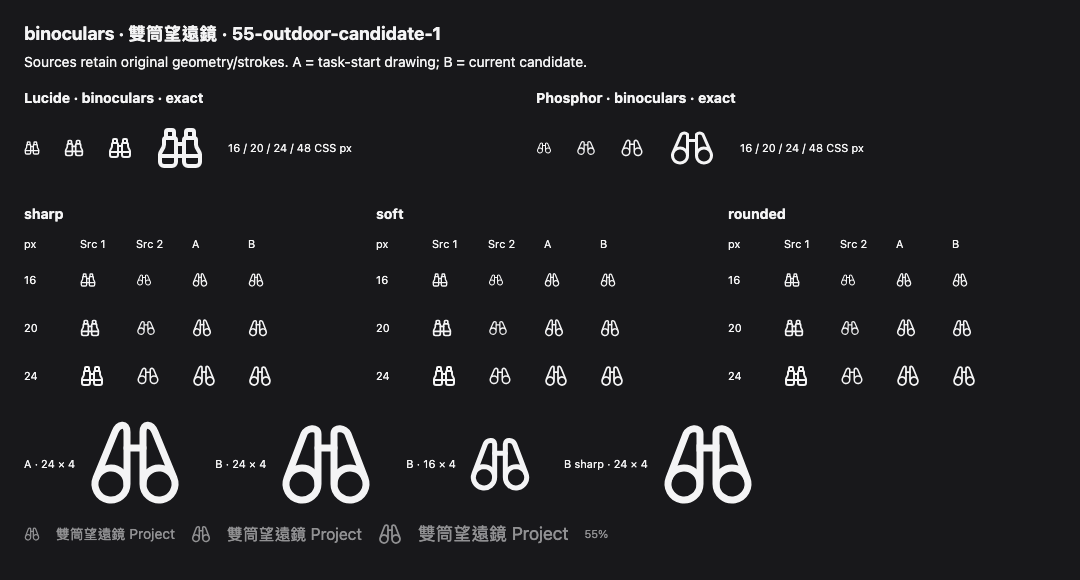 binoculars · 雙筒望遠鏡 · 55-outdoor-candidate-1
Sources retain original geometry/strokes. A = task-start drawing; B = current candidate.
Lucide · binoculars · exact
Phosphor · binoculars · exact
16 / 20 / 24 / 48 CSS px
16 / 20 / 24 / 48 CSS px
sharp
soft
rounded
px Src 1 Src 2 A B
px Src 1 Src 2 A B
px Src 1 Src 2 A B
16
16
16
20
20
20
24
24
24
A · 24 × 4
B · 24 × 4
B · 16 × 4
B sharp · 24 × 4
雙筒望遠鏡 Project
雙筒望遠鏡 Project
雙筒望遠鏡 Project
55%